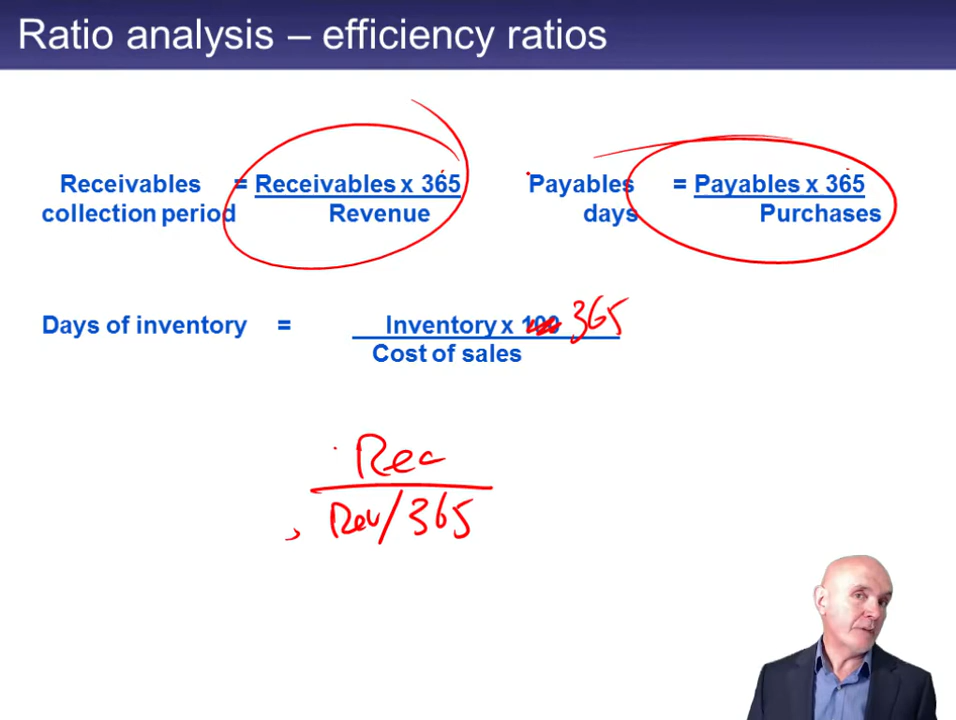 Ratio analysis – efficiency ratios
Receivables collection period = Receivables x 365
Revenue
Payables days = Payables x 365
Purchases
Days of inventory = Inventory x 100 365
Cost of sales
Rec
Rev/365